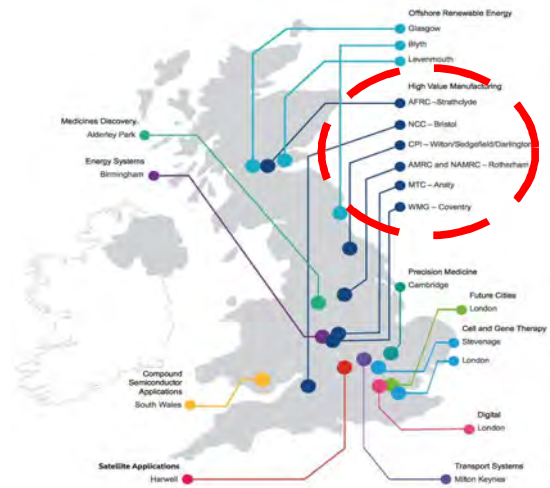 Offshore Renewable Energy
Glasgow
Blyth
Levenmouth
High Value Manufacturing
AFRC –Strathclyde
NCC – Bristol
CPI – Wilton/Sedgefield/Darlington
AMRC and NAMRC – Rotherham
MTC – Ansty
WMG – Coventry
Medicines Discovery
Alderley Park
Energy Systems
Birmingham
Precision Medicine
Cambridge
Future Cities
London
Cell and Gene Therapy
Stevenage
London
Compound
Semiconductor
Applications
South Wales
Digital
London
Satellite Applications
Harwell
Transport Systems
Milton Keynes